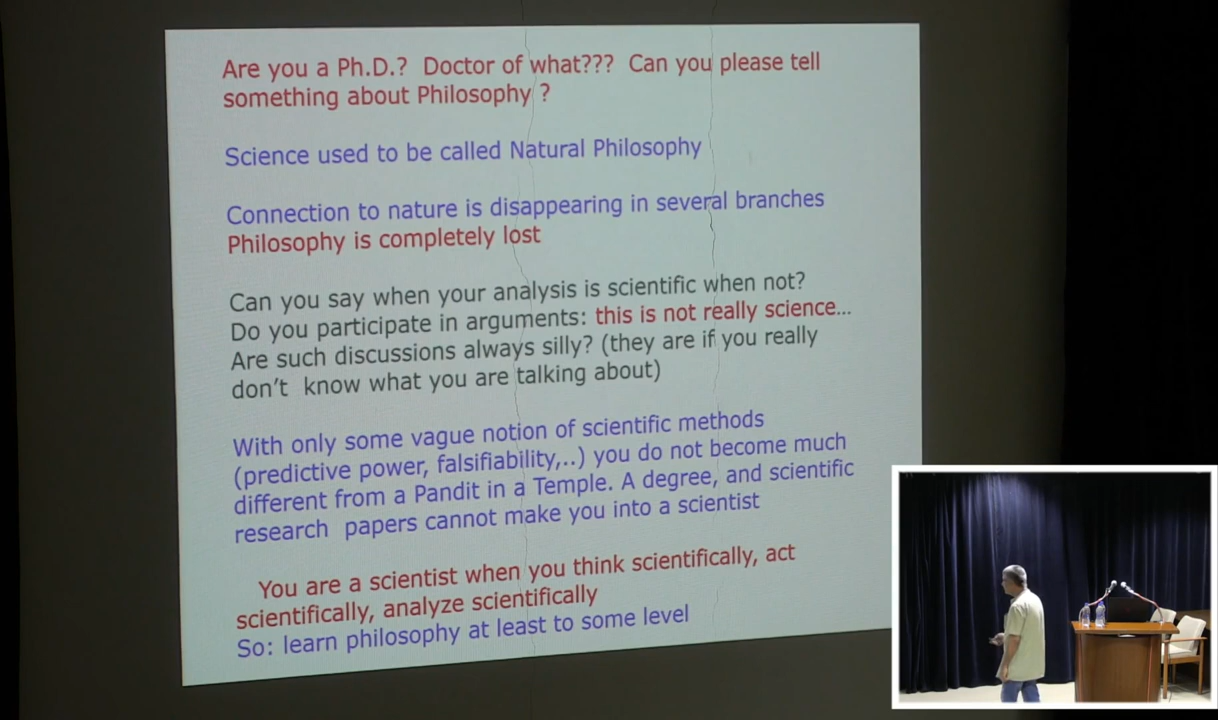 Are you a Ph.D.? Doctor of what??? Can you please tell
something about Philosophy ?
Science used to be called Natural Philosophy
Connection to nature is disappearing in several branches
Philosophy is completely lost
Can you say when your analysis is scientific when not?
Do you participate in arguments: this is not really science...
Are such discussions always silly? (they are if you really
don't know what you are talking about)
With only some vague notion of scientific methods
(predictive power, falsifiability,..) you do not become much
different from a Pandit in a Temple. A degree, and scientific
research papers cannot make you into a scientist
You are a scientist when you think scientifically, act
scientifically, analyze scientifically
So: learn philosophy at least to some level